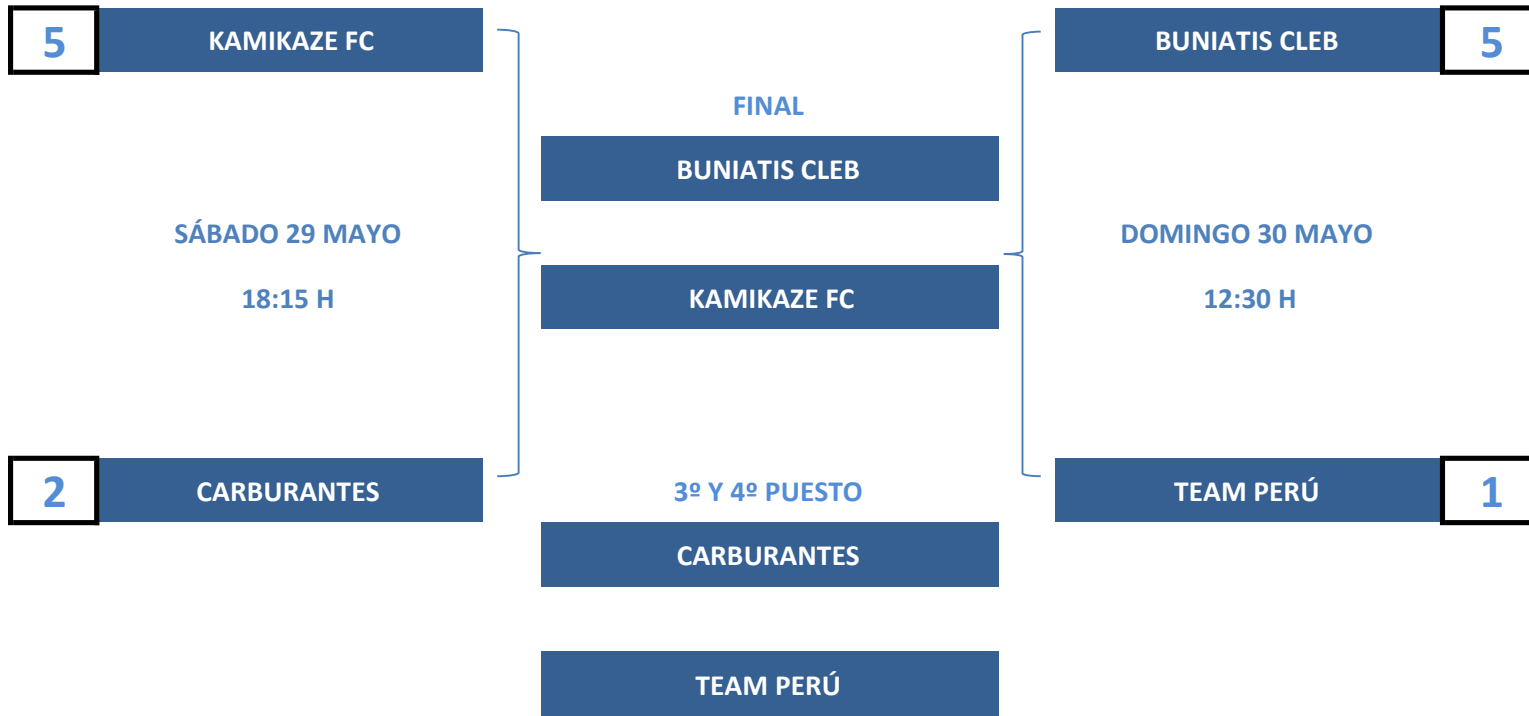 5 KAMIKAZE FC
BUNIATIS CLEB 5
FINAL
BUNIATIS CLEB
SÁBADO 29 MAYO
DOMINGO 30 MAYO
18:15 H
KAMIKAZE FC
12:30 H
2 CARBURANTES
3º Y 4º PUESTO
TEAM PERÚ 1
CARBURANTES
TEAM PERÚ